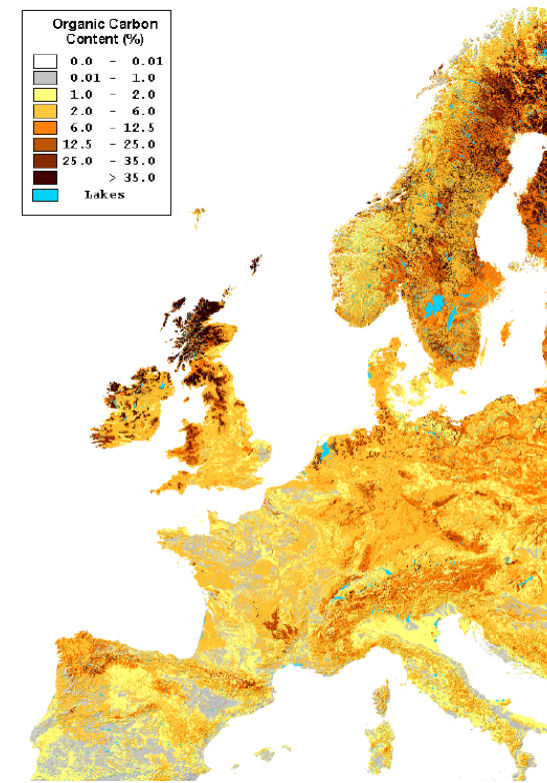 Organic Carbon
Content (%)
0.0 - 0.01
0.01 - 1.0
1.0 - 2.0
2.0 - 6.0
6.0 - 12.5
12.5 - 25.0
25.0 - 35.0
> 35.0
Lakes